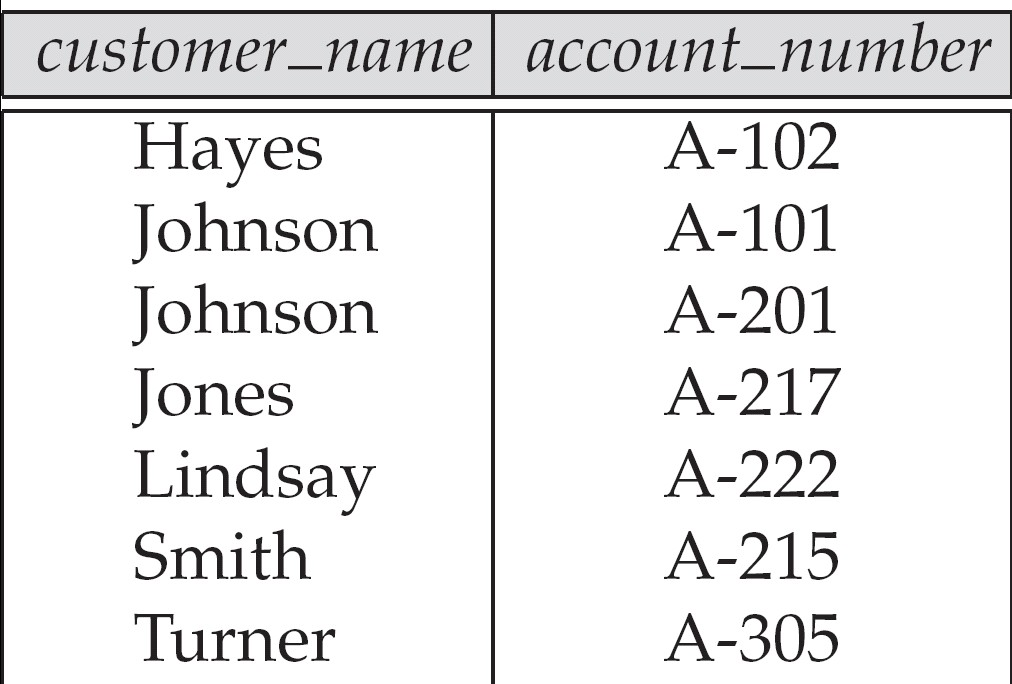 customer_name account_number
Hayes A-102
Johnson A-101
Johnson A-201
Jones A-217
Lindsay A-222
Smith A-215
Turner A-305